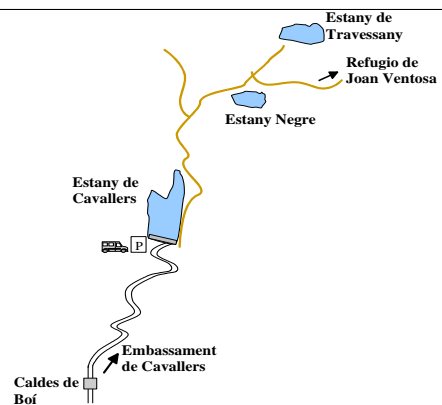 Estany de
Travessany
Refugio de
Joan Ventosa
Estany Negre
Estany de
Cavallers
P
Embassament
de Cavallers
Caldes de
Boí